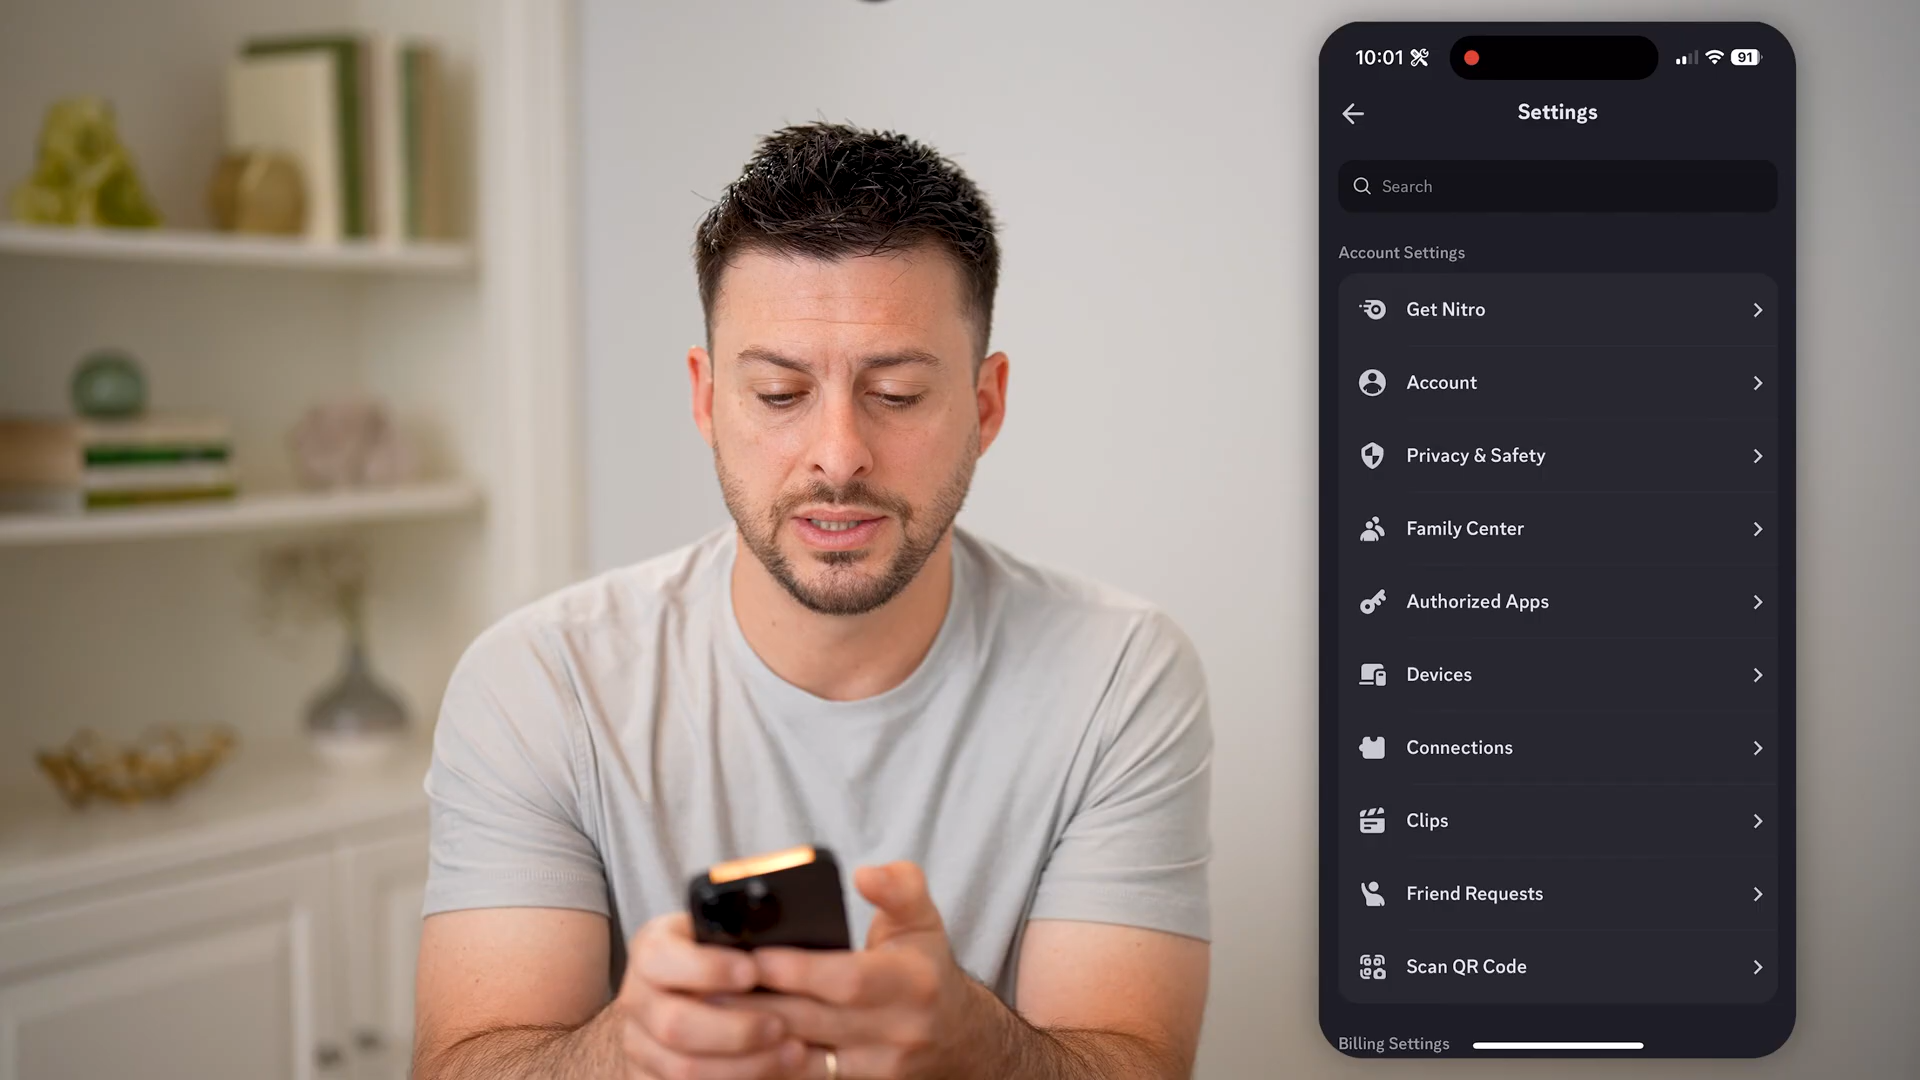 10:01
91
Settings
Search
Account Settings
Get Nitro
Account
Privacy & Safety
Family Center
Authorized Apps
Devices
Connections
Clips
Friend Requests
Scan QR Code
Billing Settings